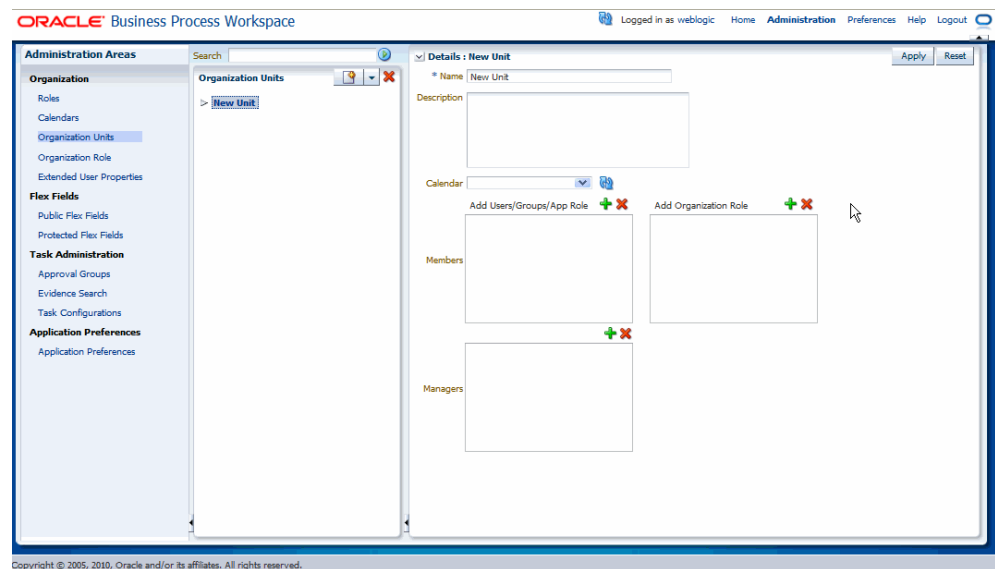 ORACLE Business Process Workspace
Logged in as weblogic Home Administration Preferences Help Logout
Administration Areas
Organization
Roles
Calendars
Organization Units
Organization Role
Extended User Properties
Flex Fields
Public Flex Fields
Protected Flex Fields
Task Administration
Approval Groups
Evidence Search
Task Configurations
Application Preferences
Application Preferences
Search
Organization Units
New Unit
Details : New Unit
Apply Reset
* Name New Unit
Description
Calendar
Add Users/Groups/App Role
Add Organization Role
Members
Managers
Copyright © 2005, 2010, Oracle and/or its affiliates. All rights reserved.